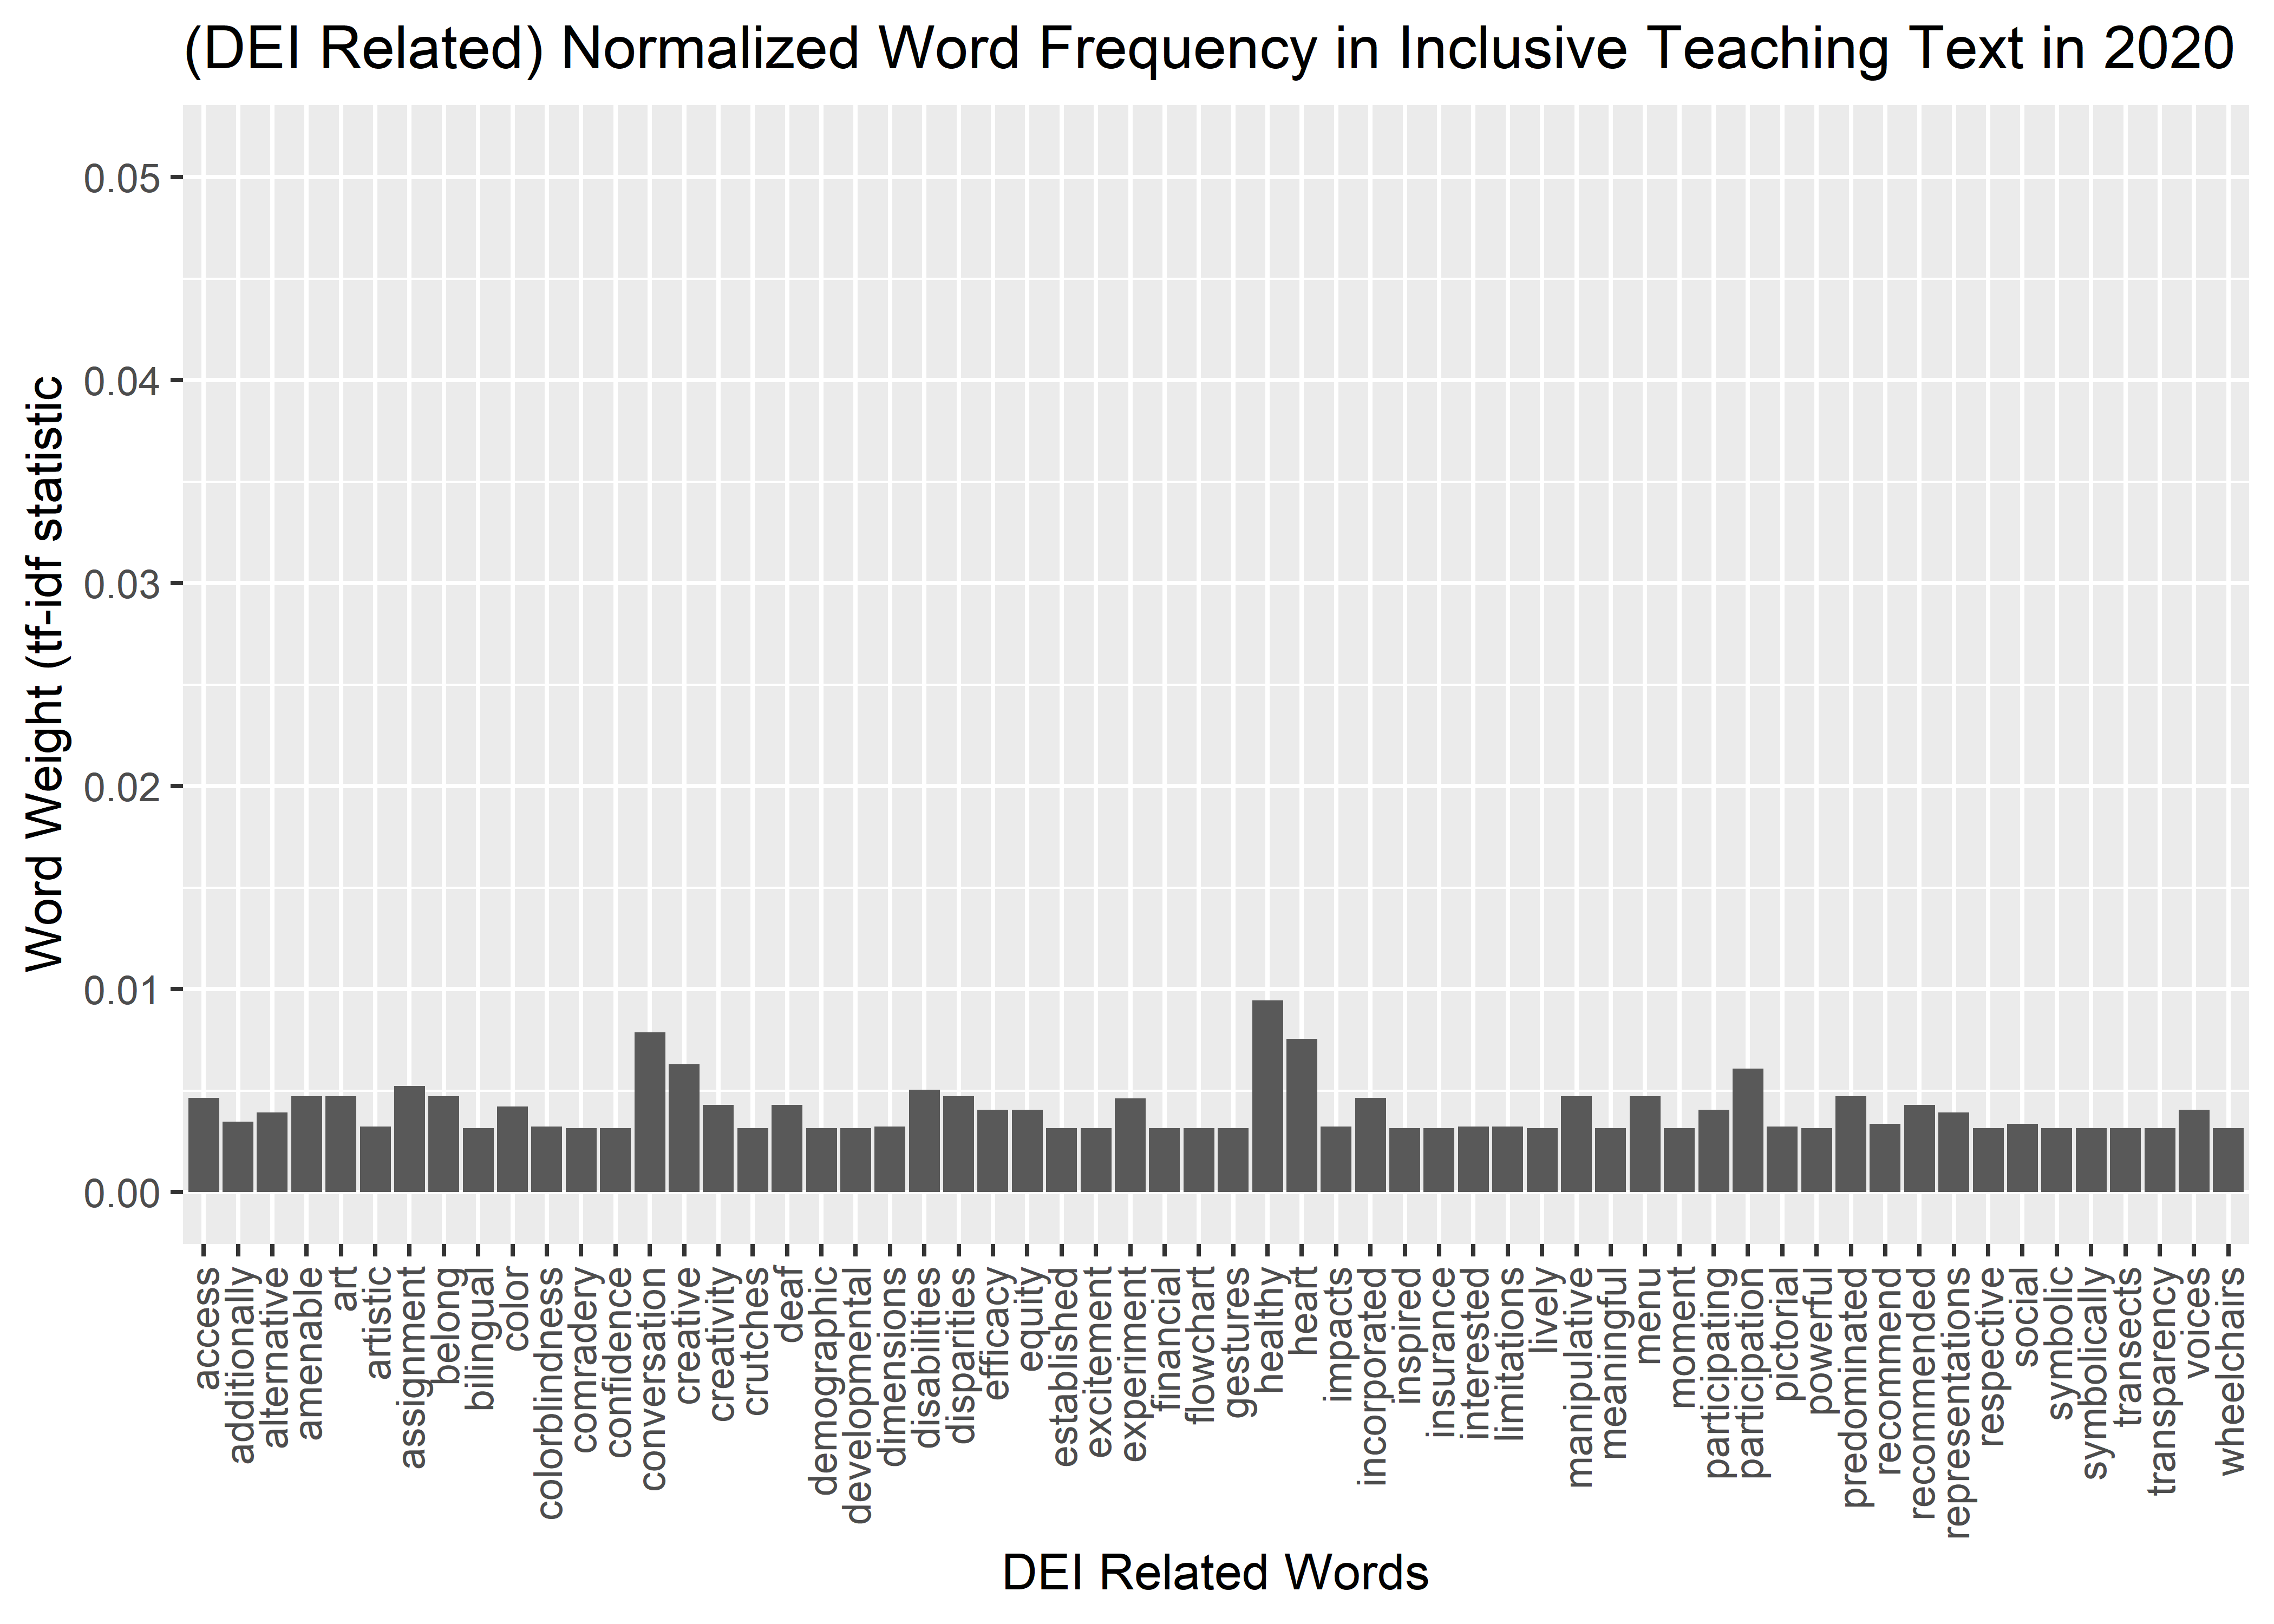 (DEI Related) Normalized Word Frequency in Inclusive Teaching Text in 2020
Word Weight (tf-idf statistic
0.05
0.04
0.03
0.02
0.01
0.00
access
additionally
alternative
amenable
art
artistic
assignment
belong
bilingual
color
colorblindness
comradery
confidence
conversation
creative
creativity
crutches
deaf
demographic
developmental
dimensions
disabilities
disparities
efficacy
equity
established
excitement
experiment
financial
flowchart
gestures
healthy
heart
impacts
incorporated
inspired
insurance
interested
limitations
lively
manipulative
meaningful
menu
moment
participating
participation
pictorial
powerful
predominated
recommend
recommended
representations
respective
social
symbolic
symbolically
transects
transparency
voices
wheelchairs
DEI Related Words